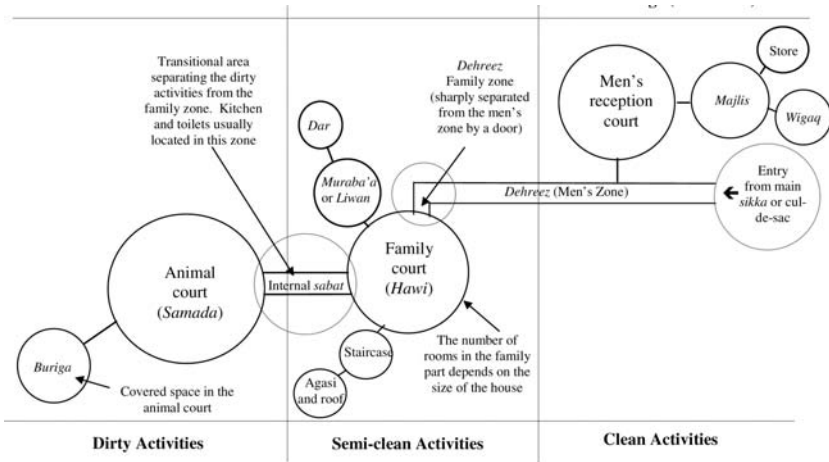 Transitional area
separating the dirty
activities from the
family zone. Kitchen
and toilets usually
located in this zone
Dehreez
Family zone
(sharply separated
from the men's
zone by a door)
Men's
reception
court
Store
Majlis
Wigaq
Dar
Muraba'a
or Liwan
Dehreez (Men's Zone)
Entry
from main
sikka or cul-
de-sac
Animal
court
(Samada)
Internal sabat
Family
court
(Hawi)
Buriga
Covered space in the
animal court
Staircase
Agasi
and roof
The number of
rooms in the family
part depends on the
size of the house
Dirty Activities
Semi-clean Activities
Clean Activities